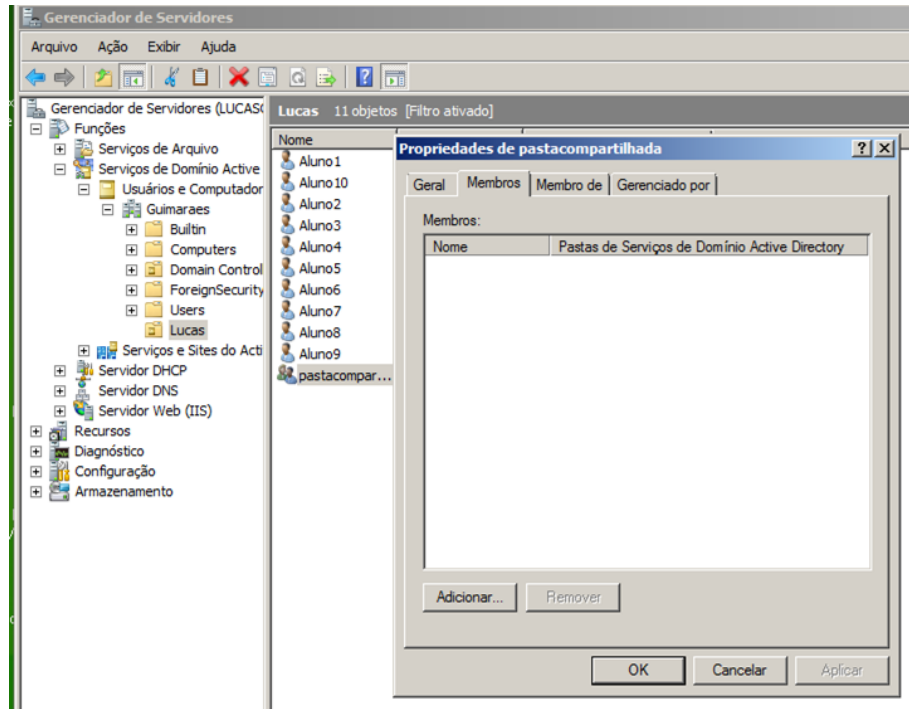 Gerenciador de Servidores
Arquivo Ação Exibir Ajuda
Gerenciador de Servidores (LUCAS
Funções
Serviços de Arquivo
Serviços de Domínio Active
Usuários e Computador
Guimaraes
Builtin
Computers
Domain Control
ForeignSecurity
Users
Lucas
Serviços e Sites do Acti
Servidor DHCP
Servidor DNS
Servidor Web (IIS)
Recursos
Diagnóstico
Configuração
Armazenamento
Lucas 11 objetos [Filtro ativado]
Nome
Aluno1
Aluno10
Aluno2
Aluno3
Aluno4
Aluno5
Aluno6
Aluno7
Aluno8
Aluno9
pastacompar...
Propriedades de pastacompartilhada
Geral Membros Membro de Gerenciado por
Membros:
Nome Pastas de Serviços de Domínio Active Directory
Adicionar... Remover
OK Cancelar Aplicar